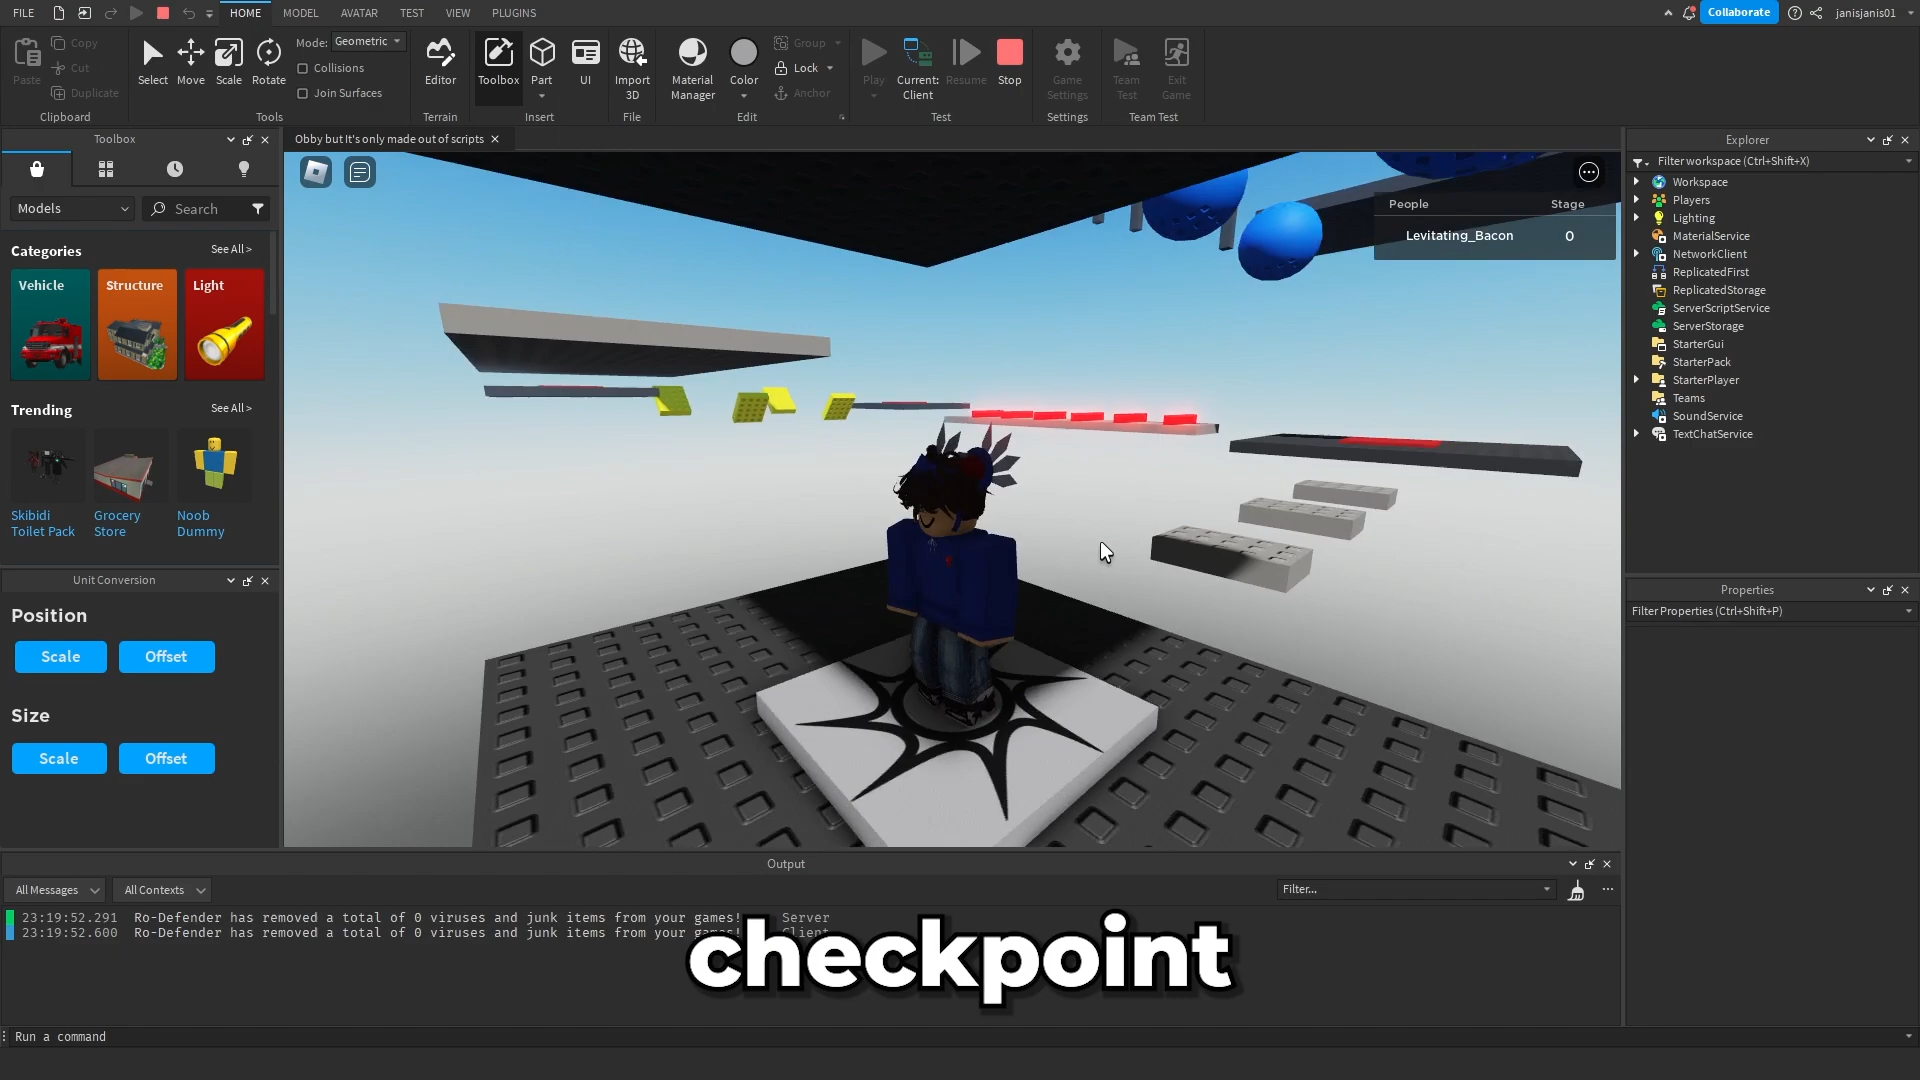 FILE HOME MODEL AVATAR TEST VIEW PLUGINS Collaborate janisjanis01
Paste Copy Cut Duplicate Clipboard
Select Move Scale Rotate Mode: Geometric Collisions Join Surfaces Tools
Editor Terrain
Toolbox Part UI Insert
Import 3D File
Material Manager Color Group Lock Anchor Edit
Play Current: Client Resume Stop Test
Game Settings Settings
Team Test Exit Game Team Test
Toolbox
Models Search
Categories See All >
Vehicle Structure Light
Trending See All >
Skibidi Toilet Pack
Grocery Store
Noob Dummy
Unit Conversion
Position
Scale Offset
Size
Scale Offset
Obby but It's only made out of scripts
People Stage
Levitating_Bacon 0
Explorer
Filter workspace (Ctrl+Shift+X)
Workspace
Players
Lighting
MaterialService
NetworkClient
ReplicatedFirst
ReplicatedStorage
ServerScriptService
ServerStorage
StarterGui
StarterPack
StarterPlayer
Teams
SoundService
TextChatService
Properties
Filter Properties (Ctrl+Shift+P)
Output
All Messages All Contexts Filter...
23:19:52.291 Ro-Defender has removed a total of 0 viruses and junk items from your games! - Server
23:19:52.600 Ro-Defender has removed a total of 0 viruses and junk items from your games! - Client
checkpoint
Run a command